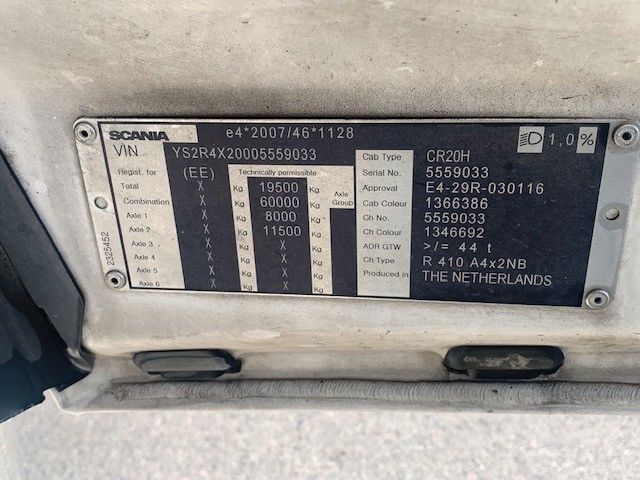 SCANIA e4*2007/46*1128 1,0 %
VIN YS2R4X20005559033
Regist. for (EE) Technically permissible
Total X Kg 19500 Kg
Combination X Kg 60000 Kg
Axle 1 X Kg 8000 Kg
Axle 2 X Kg 11500 Kg
Axle 3 X Kg X Kg
Axle 4 X Kg X Kg
Axle 5 X Kg X Kg
Axle 6 X Kg X Kg
Axle Group
Cab Type CR20H
Serial No. 5559033
Approval E4-29R-030116
Cab Colour 1366386
Ch No. 5559033
Ch Colour 1346692
ADR GTW >/= 44 t
Ch Type R 410 A4x2NB
Produced in THE NETHERLANDS
2325452